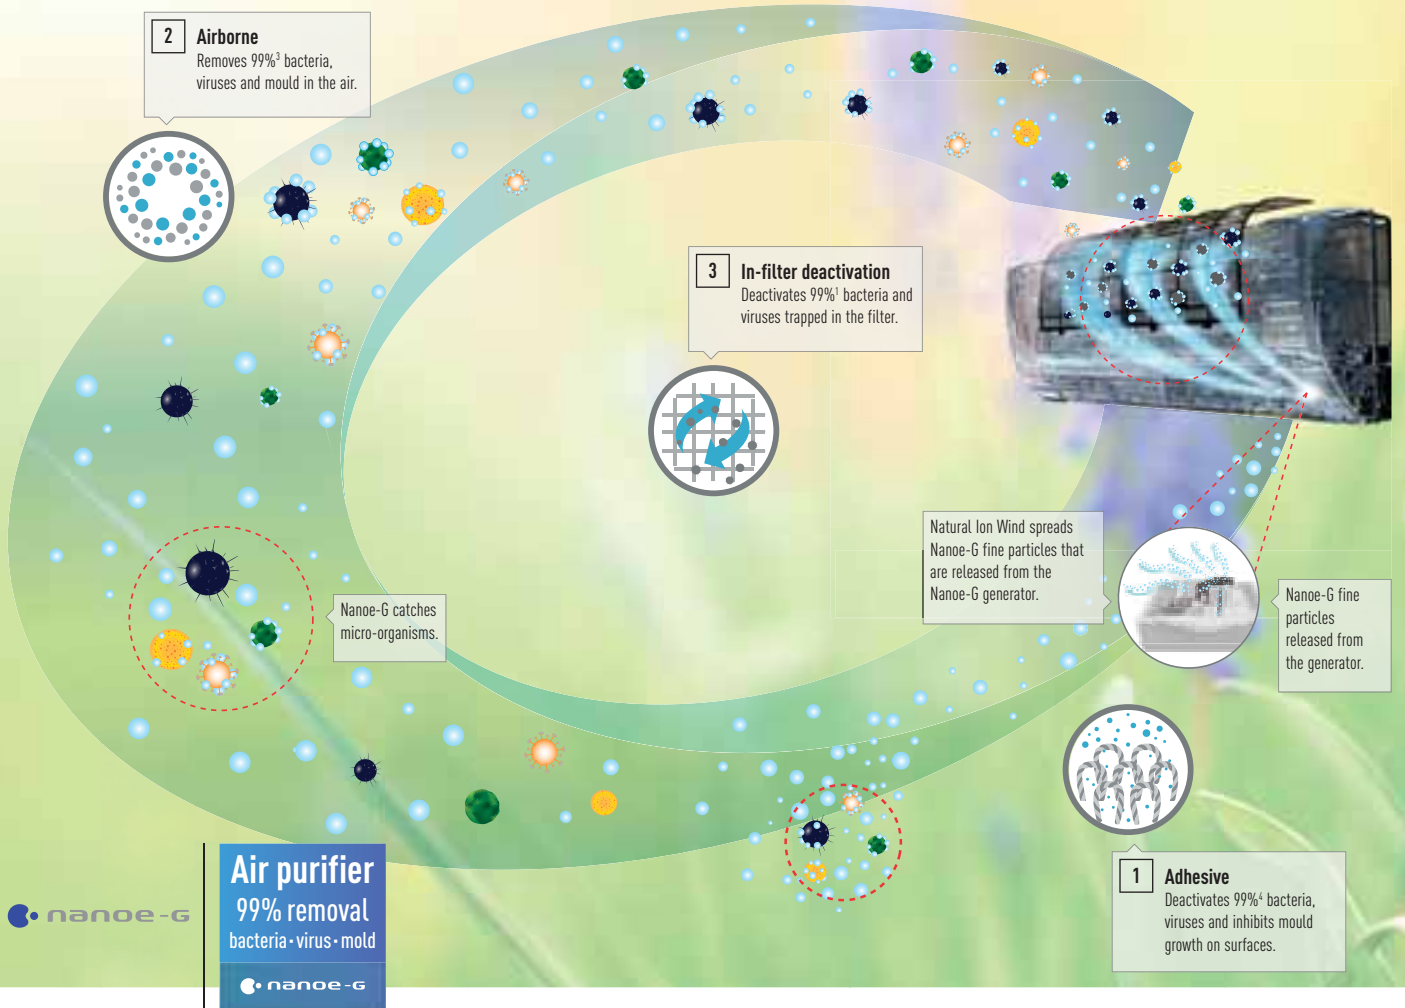 2
Airborne
Removes 99%³ bacteria,
viruses and mould in the air.
3
In-filter deactivation
Deactivates 99%¹ bacteria and
viruses trapped in the filter.
Natural Ion Wind spreads
Nanoe-G fine particles that
are released from the
Nanoe-G generator.
Nanoe-G fine
particles
released from
the generator.
Nanoe-G catches
micro-organisms.
1
Adhesive
Deactivates 99%⁴ bacteria,
viruses and inhibits mould
growth on surfaces.
nanoe-G
Air purifier
99% removal
bacteria·virus·mold
nanoe-G